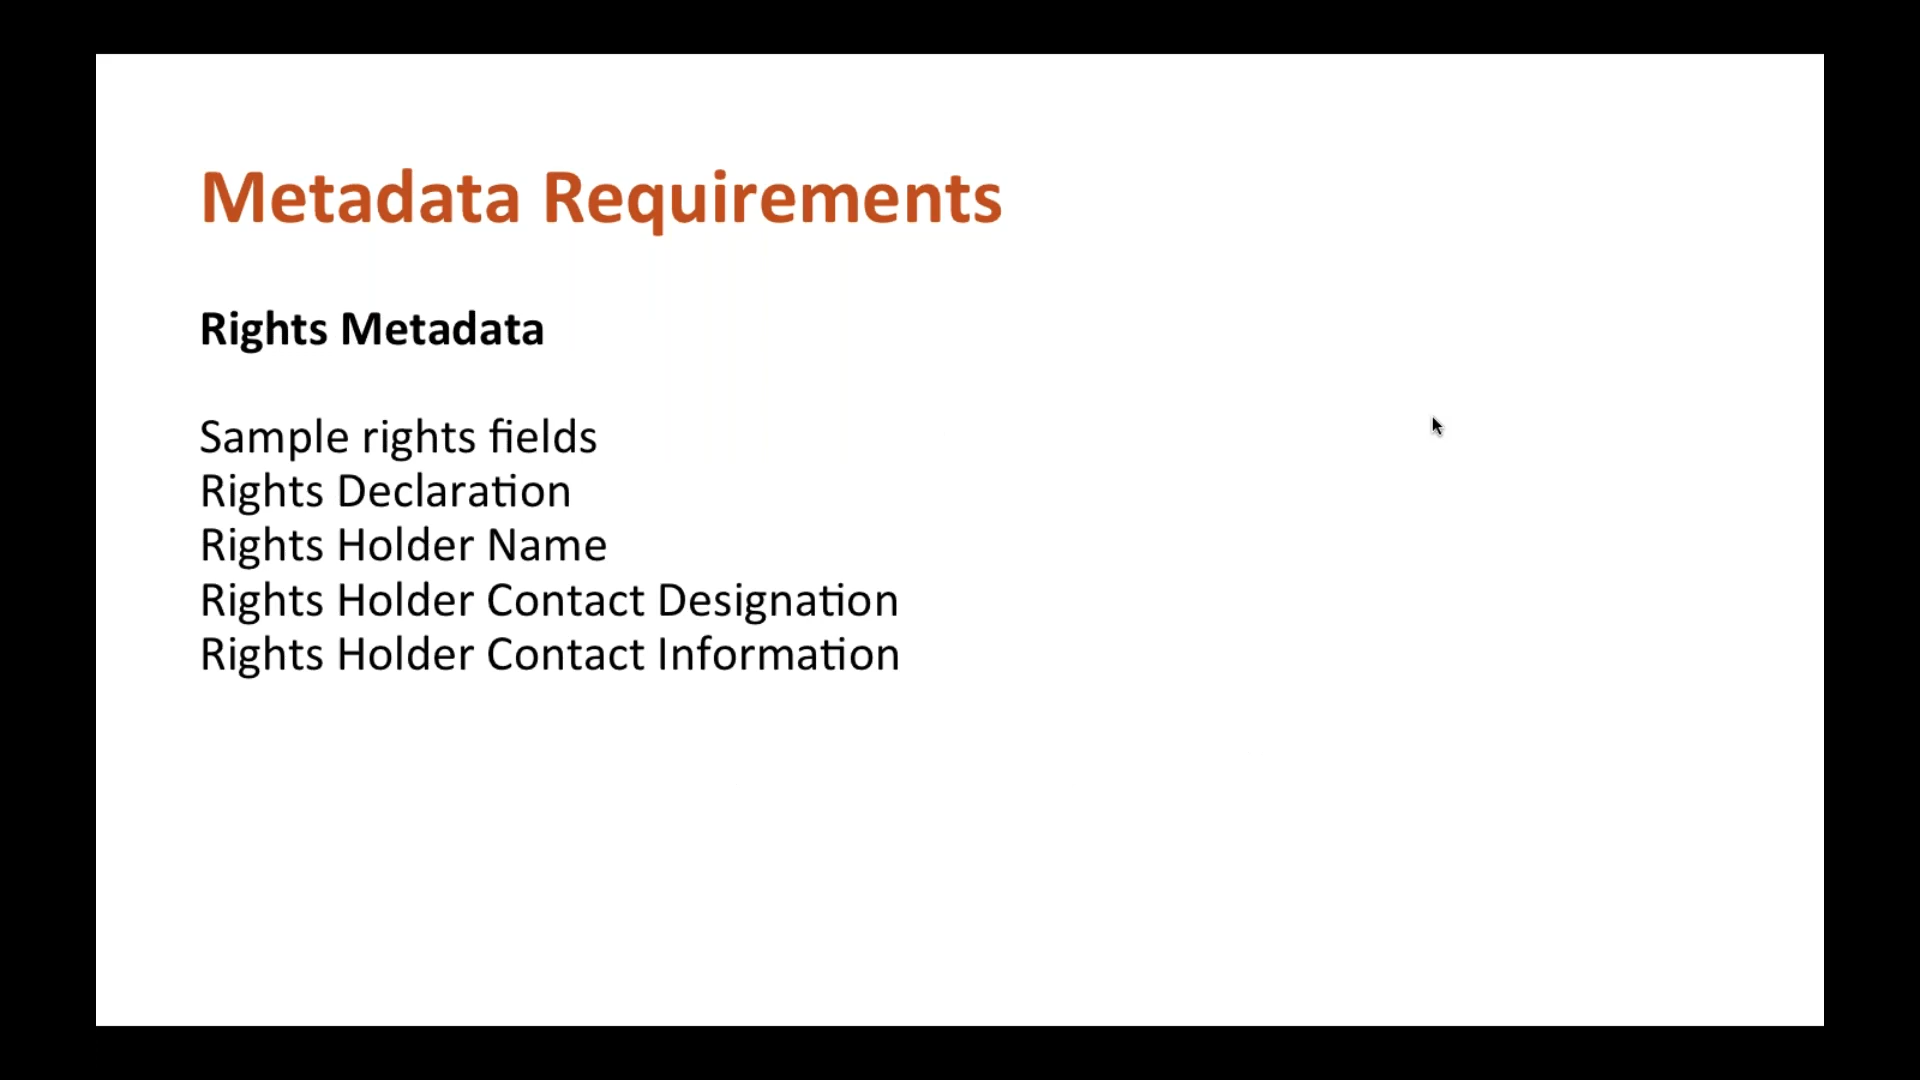 Metadata Requirements
Rights Metadata
Sample rights fields
Rights Declaration
Rights Holder Name
Rights Holder Contact Designation
Rights Holder Contact Information